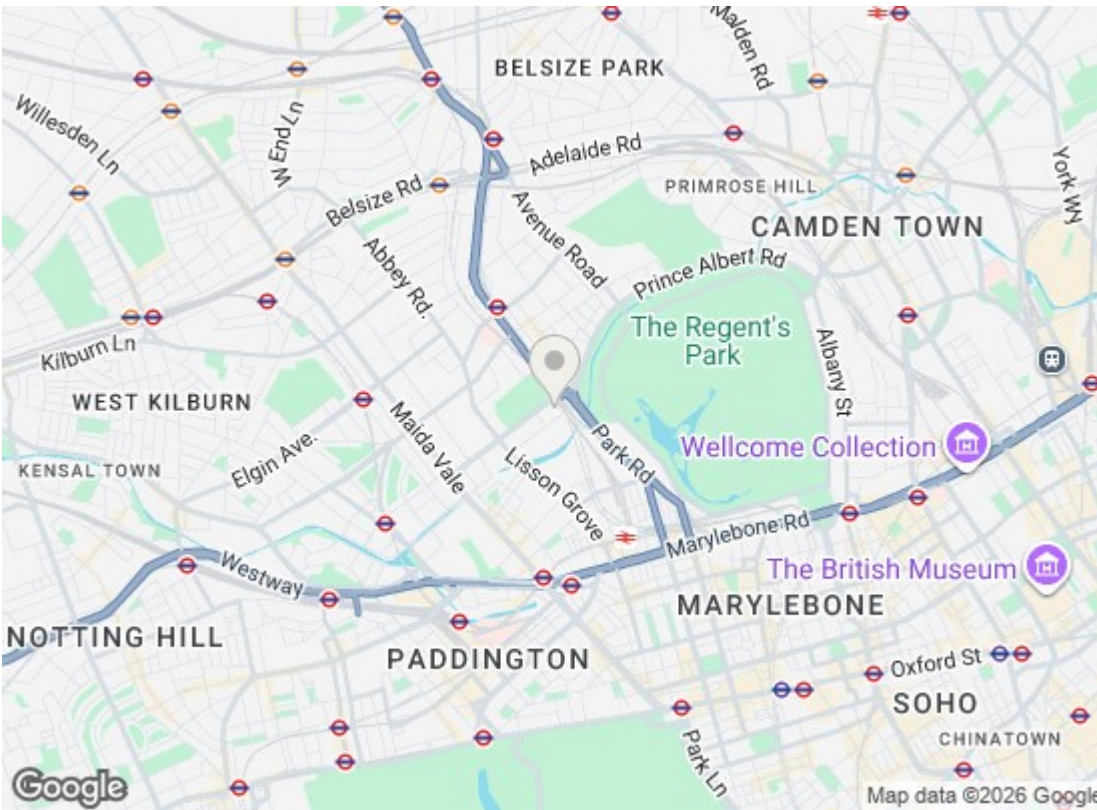 Malden Rd
BELSIZE PARK
Willesden Ln
W End Ln
Adelaide Rd
York Wy
Belsize Rd
PRIMROSE HILL
Avenue Road
CAMDEN TOWN
Abbey Rd.
Prince Albert Rd
The Regent's
Park
Kilburn Ln
Albany St
WEST KILBURN
Maida Vale
Park Rd
Wellcome Collection
Elgin Ave.
KENSAL TOWN
Lisson Grove
Marylebone Rd
Westway
The British Museum
MARYLEBONE
NOTTING HILL
PADDINGTON
Oxford St
SOHO
CHINATOWN
Park Ln
Google
Map data ©2026 Google